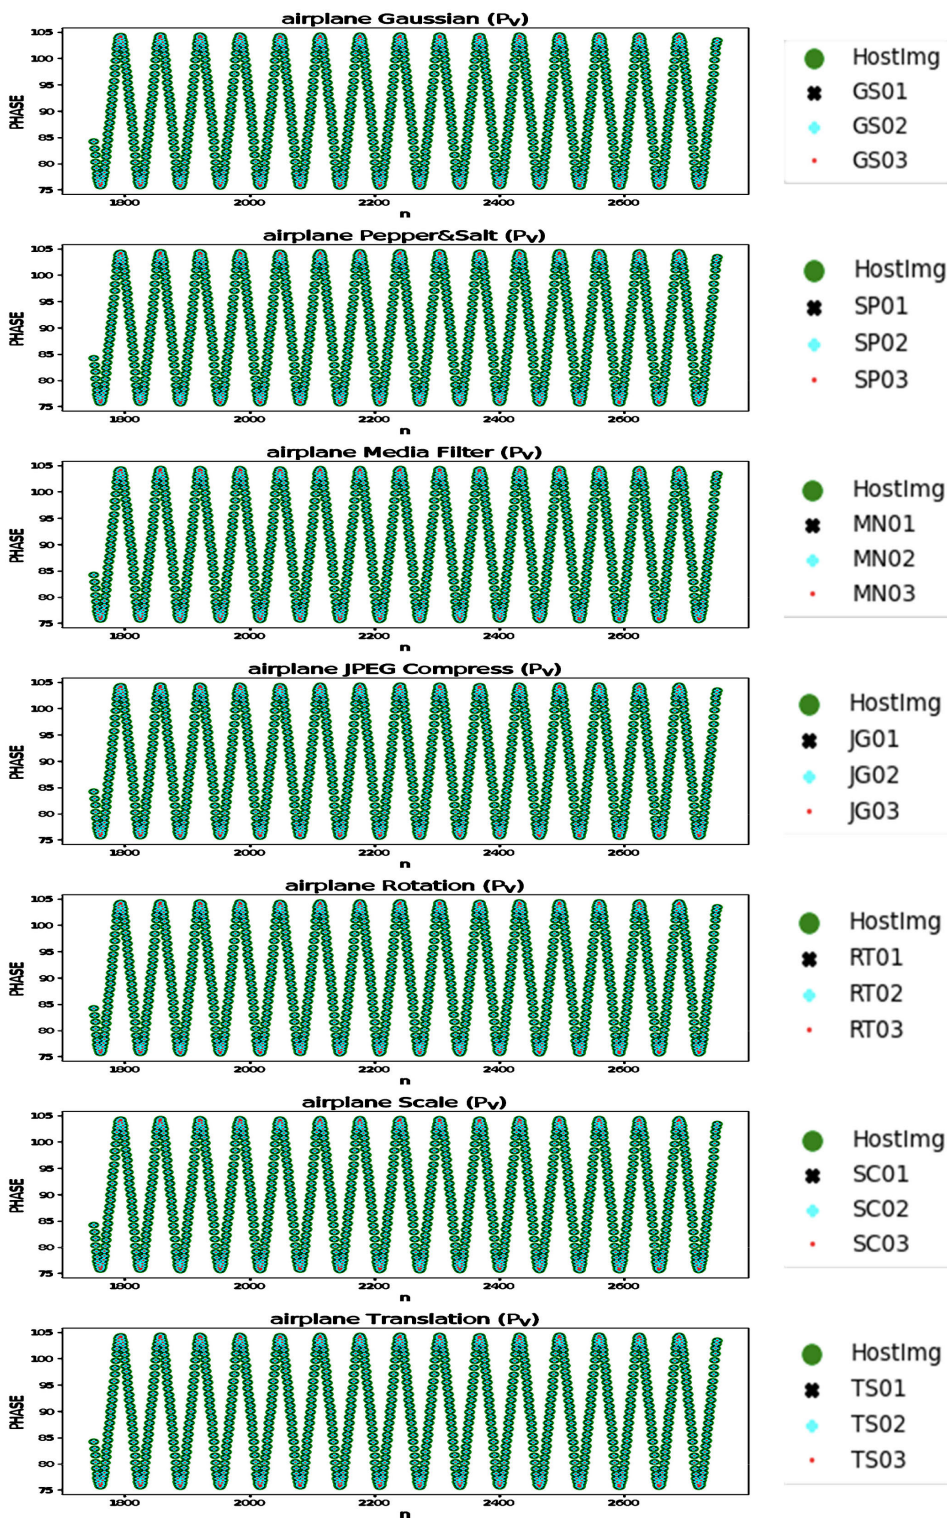 airplane Gaussian (Pv)
105
100
95
90
85
80
75
PHASE
1800 2000 2200 2400 2600
n
HostImg
GS01
GS02
GS03
airplane Pepper&Salt (Pv)
105
100
95
90
85
80
75
PHASE
1800 2000 2200 2400 2600
n
HostImg
SP01
SP02
SP03
airplane Media Filter (Pv)
105
100
95
90
85
80
75
PHASE
1800 2000 2200 2400 2600
n
HostImg
MN01
MN02
MN03
airplane JPEG Compress (Pv)
105
100
95
90
85
80
75
PHASE
1800 2000 2200 2400 2600
n
HostImg
JG01
JG02
JG03
airplane Rotation (Pv)
105
100
95
90
85
80
75
PHASE
1800 2000 2200 2400 2600
n
HostImg
RT01
RT02
RT03
airplane Scale (Pv)
105
100
95
90
85
80
75
PHASE
1800 2000 2200 2400 2600
n
HostImg
SC01
SC02
SC03
airplane Translation (Pv)
105
100
95
90
85
80
75
PHASE
1800 2000 2200 2400 2600
n
HostImg
TS01
TS02
TS03